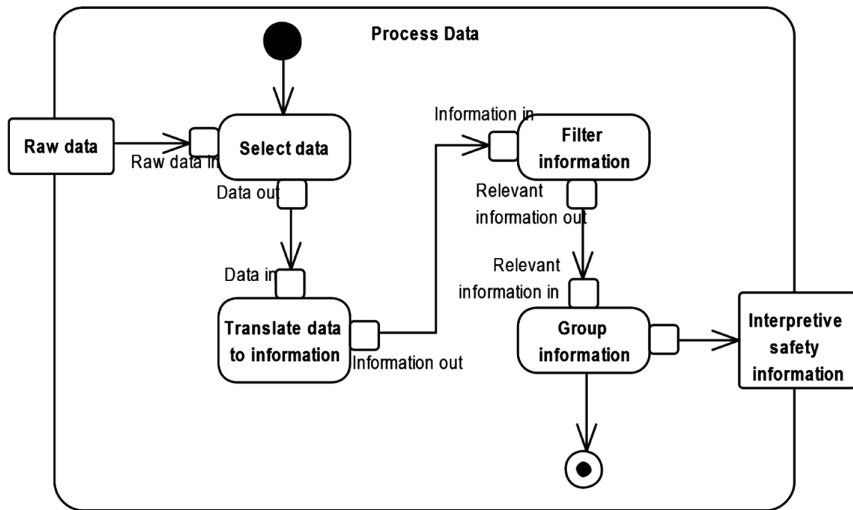 Process Data
Raw data
Raw data in
Select data
Data out
Data in
Translate data
to information
Information out
Information in
Filter
information
Relevant
information out
Relevant
information in
Group
information
Interpretive
safety
information